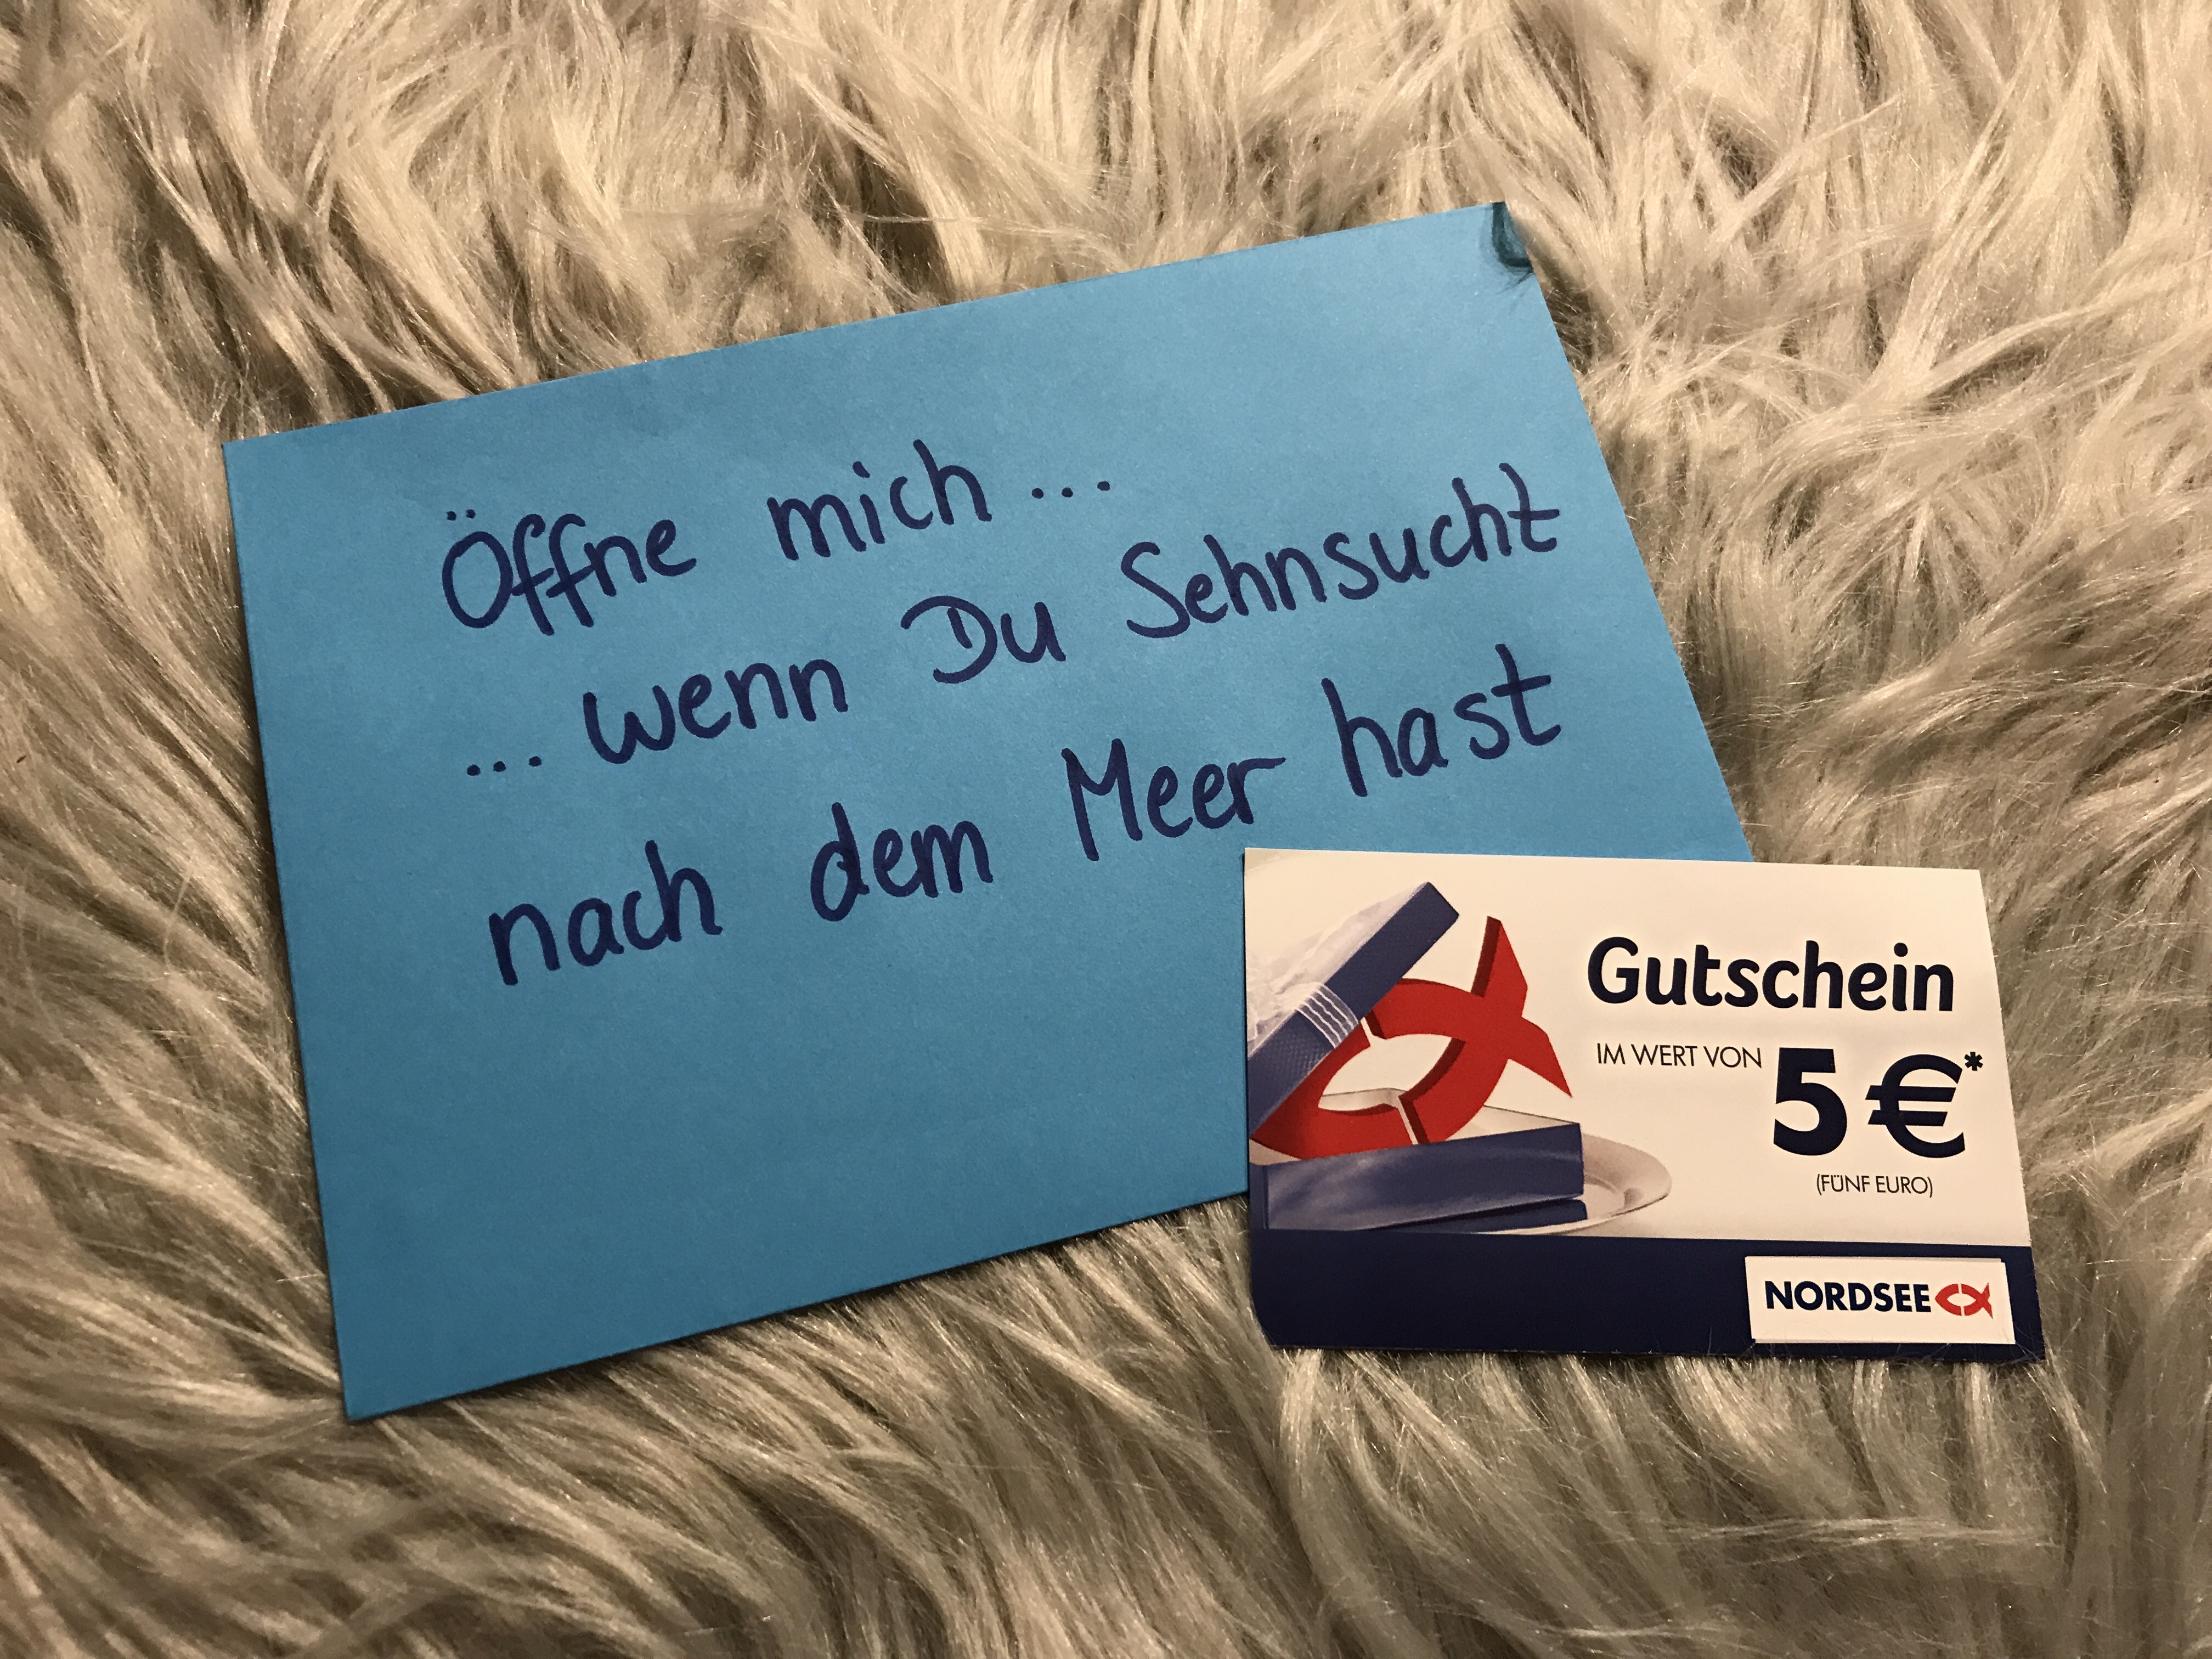 Öffne mich ...
... wenn Du Sehnsucht
nach dem Meer hast
Gutschein
IM WERT VON 5 €*
(FÜNF EURO)
NORDSEE